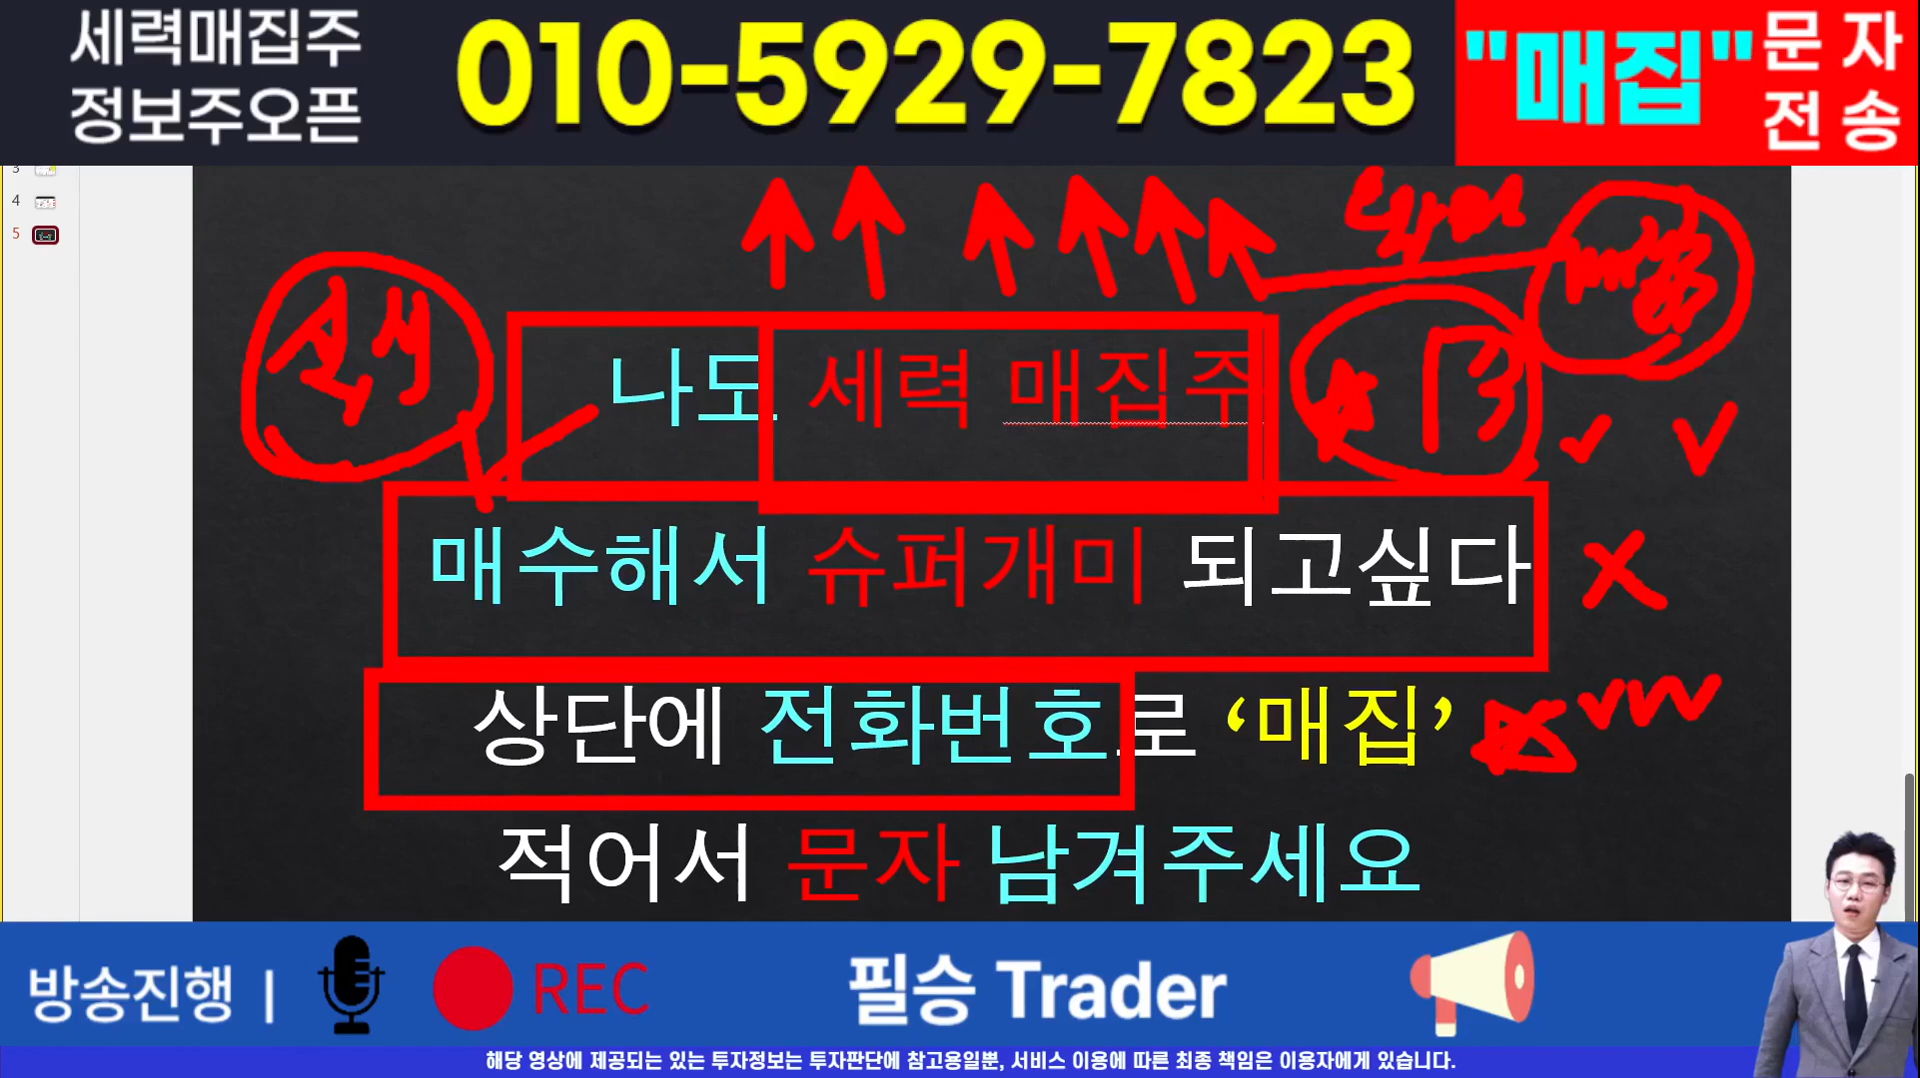 세력매집주
정보주오픈
010-5929-7823
"매집"
문자
전송
3
4
5
나도 세력 매집주
매수해서 슈퍼개미 되고싶다
상단에 전화번호로 ‘매집’
적어서 문자 남겨주세요
방송진행 |
REC
필승 Trader
해당 영상에 제공되는 있는 투자정보는 투자판단에 참고용일뿐, 서비스 이용에 따른 최종 책임은 이용자에게 있습니다.